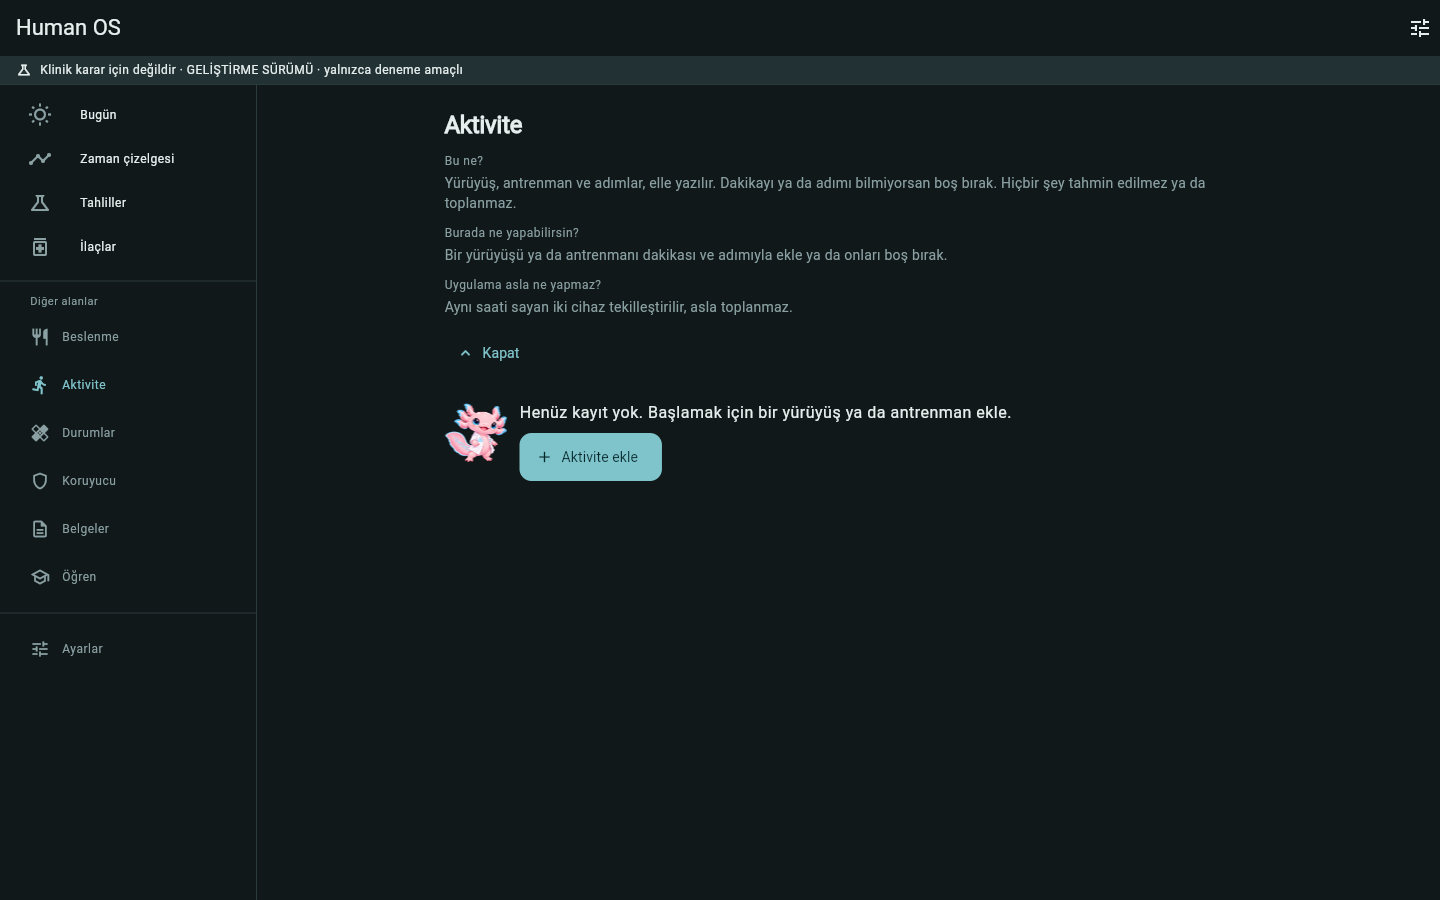 Human OS
Klinik karar için değildir · GELİŞTİRME SÜRÜMÜ · yalnızca deneme amaçlı
Bugün
Zaman çizelgesi
Tahliller
İlaçlar
Diğer alanlar
Beslenme
Aktivite
Durumlar
Koruyucu
Belgeler
Öğren
Ayarlar
Aktivite
Bu ne?
Yürüyüş, antrenman ve adımlar, elle yazılır. Dakikayı ya da adımı bilmiyorsan boş bırak. Hiçbir şey tahmin edilmez ya da
toplanmaz.
Burada ne yapabilirsin?
Bir yürüyüşü ya da antrenmanı dakikası ve adımıyla ekle ya da onları boş bırak.
Uygulama asla ne yapmaz?
Aynı saati sayan iki cihaz tekilleştirilir, asla toplanmaz.
Kapat
Henüz kayıt yok. Başlamak için bir yürüyüş ya da antrenman ekle.
Aktivite ekle